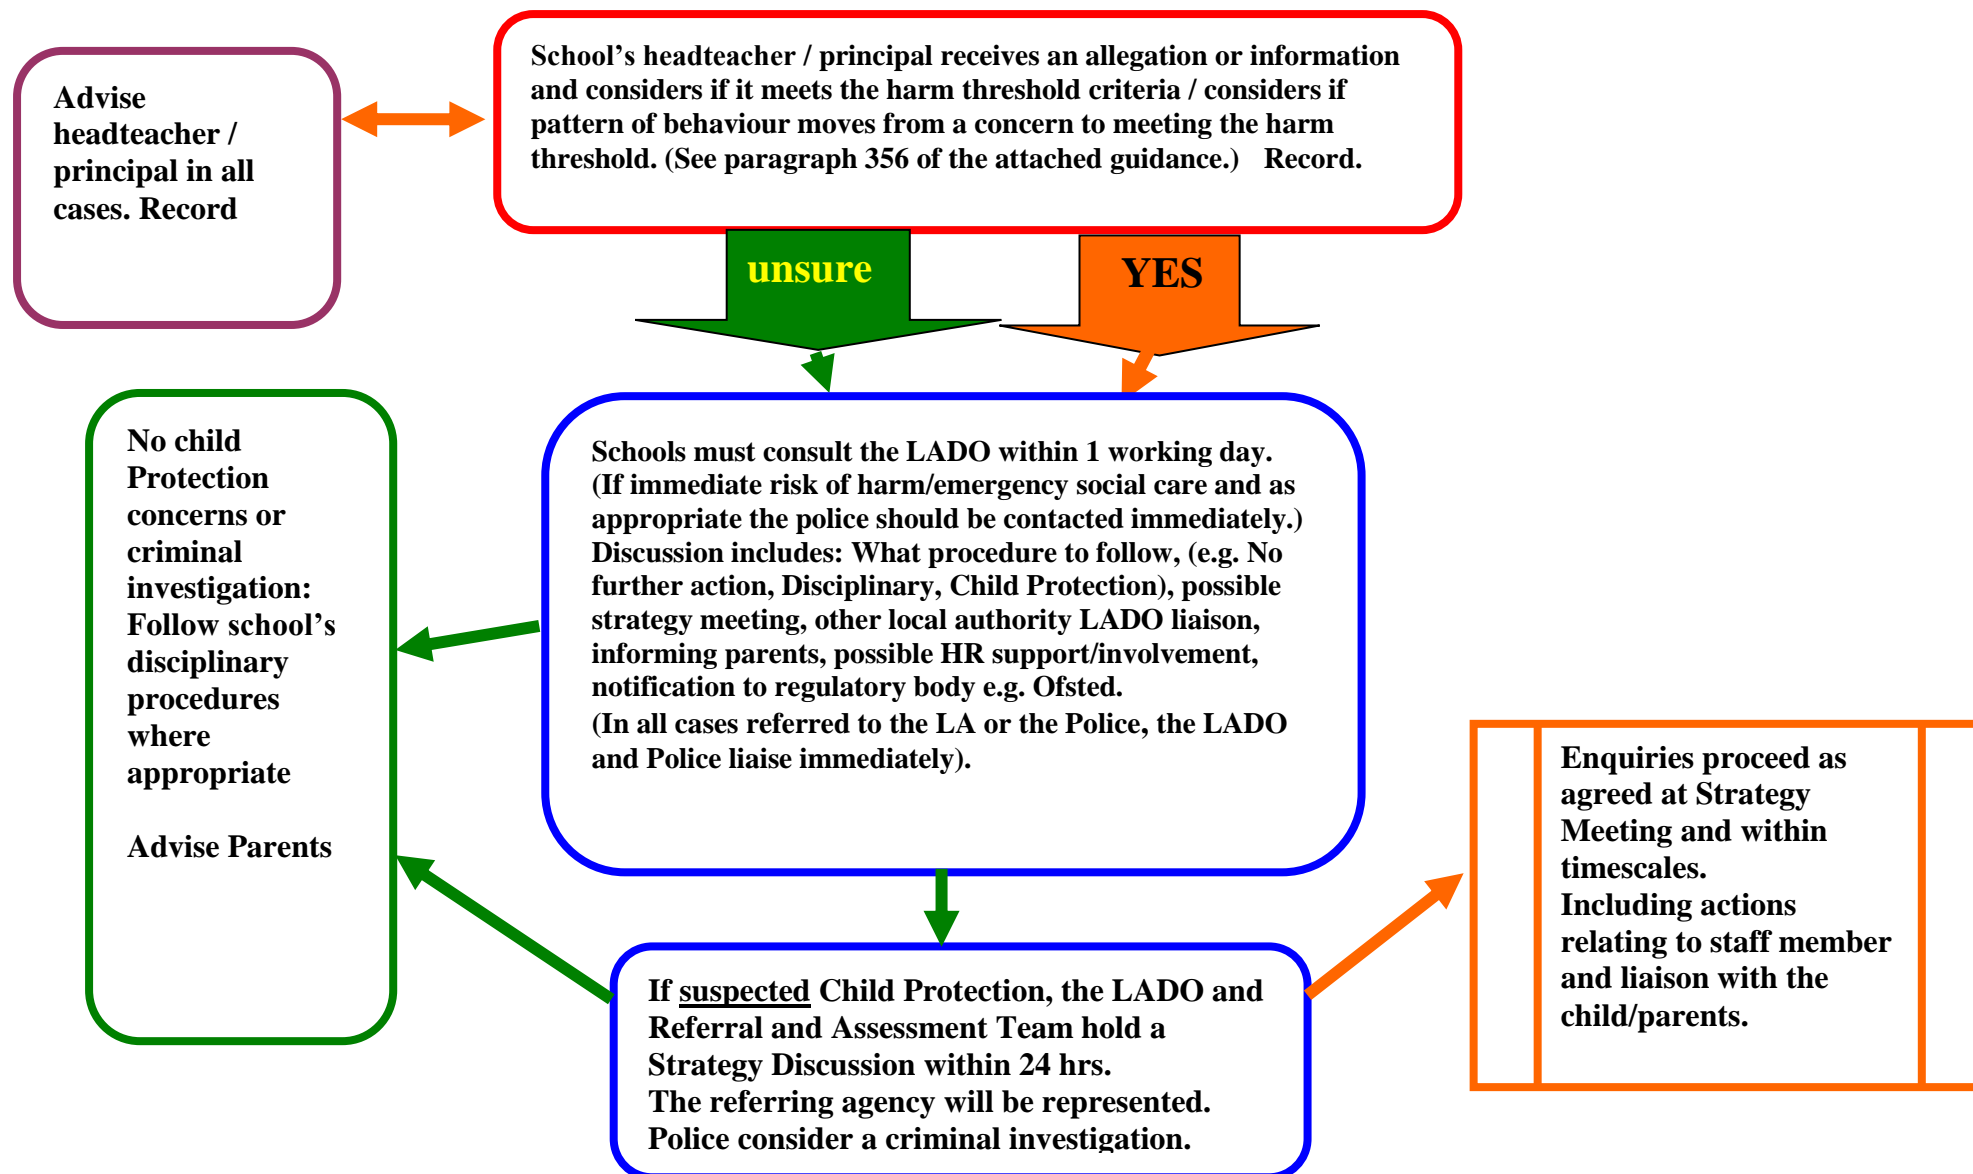 School’s headteacher / principal receives an allegation or information
and considers if it meets the harm threshold criteria / considers if
pattern of behaviour moves from a concern to meeting the harm
threshold. (See paragraph 356 of the attached guidance.) Record.
Advise
headteacher /
principal in all
cases. Record
unsure
YES
No child
Protection
concerns or
criminal
investigation:
Follow school’s
disciplinary
procedures
where
appropriate
Advise Parents
Schools must consult the LADO within 1 working day.
(If immediate risk of harm/emergency social care and as
appropriate the police should be contacted immediately.)
Discussion includes: What procedure to follow, (e.g. No
further action, Disciplinary, Child Protection), possible
strategy meeting, other local authority LADO liaison,
informing parents, possible HR support/involvement,
notification to regulatory body e.g. Ofsted.
(In all cases referred to the LA or the Police, the LADO
and Police liaise immediately).
Enquiries proceed as
agreed at Strategy
Meeting and within
timescales.
Including actions
relating to staff member
and liaison with the
child/parents.
If suspected Child Protection, the LADO and
Referral and Assessment Team hold a
Strategy Discussion within 24 hrs.
The referring agency will be represented.
Police consider a criminal investigation.